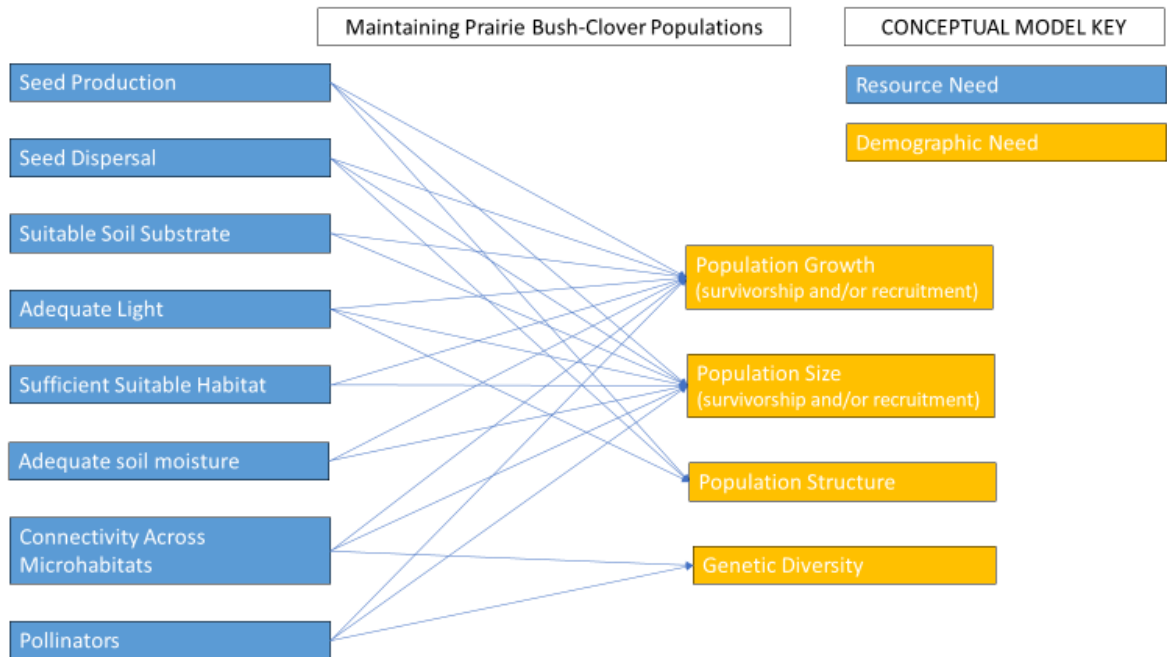 Maintaining Prairie Bush-Clover Populations
CONCEPTUAL MODEL KEY
Seed Production
Resource Need
Seed Dispersal
Demographic Need
Suitable Soil Substrate
Population Growth
(survivorship and/or recruitment)
Adequate Light
Sufficient Suitable Habitat
Population Size
(survivorship and/or recruitment)
Adequate soil moisture
Population Structure
Connectivity Across
Microhabitats
Genetic Diversity
Pollinators